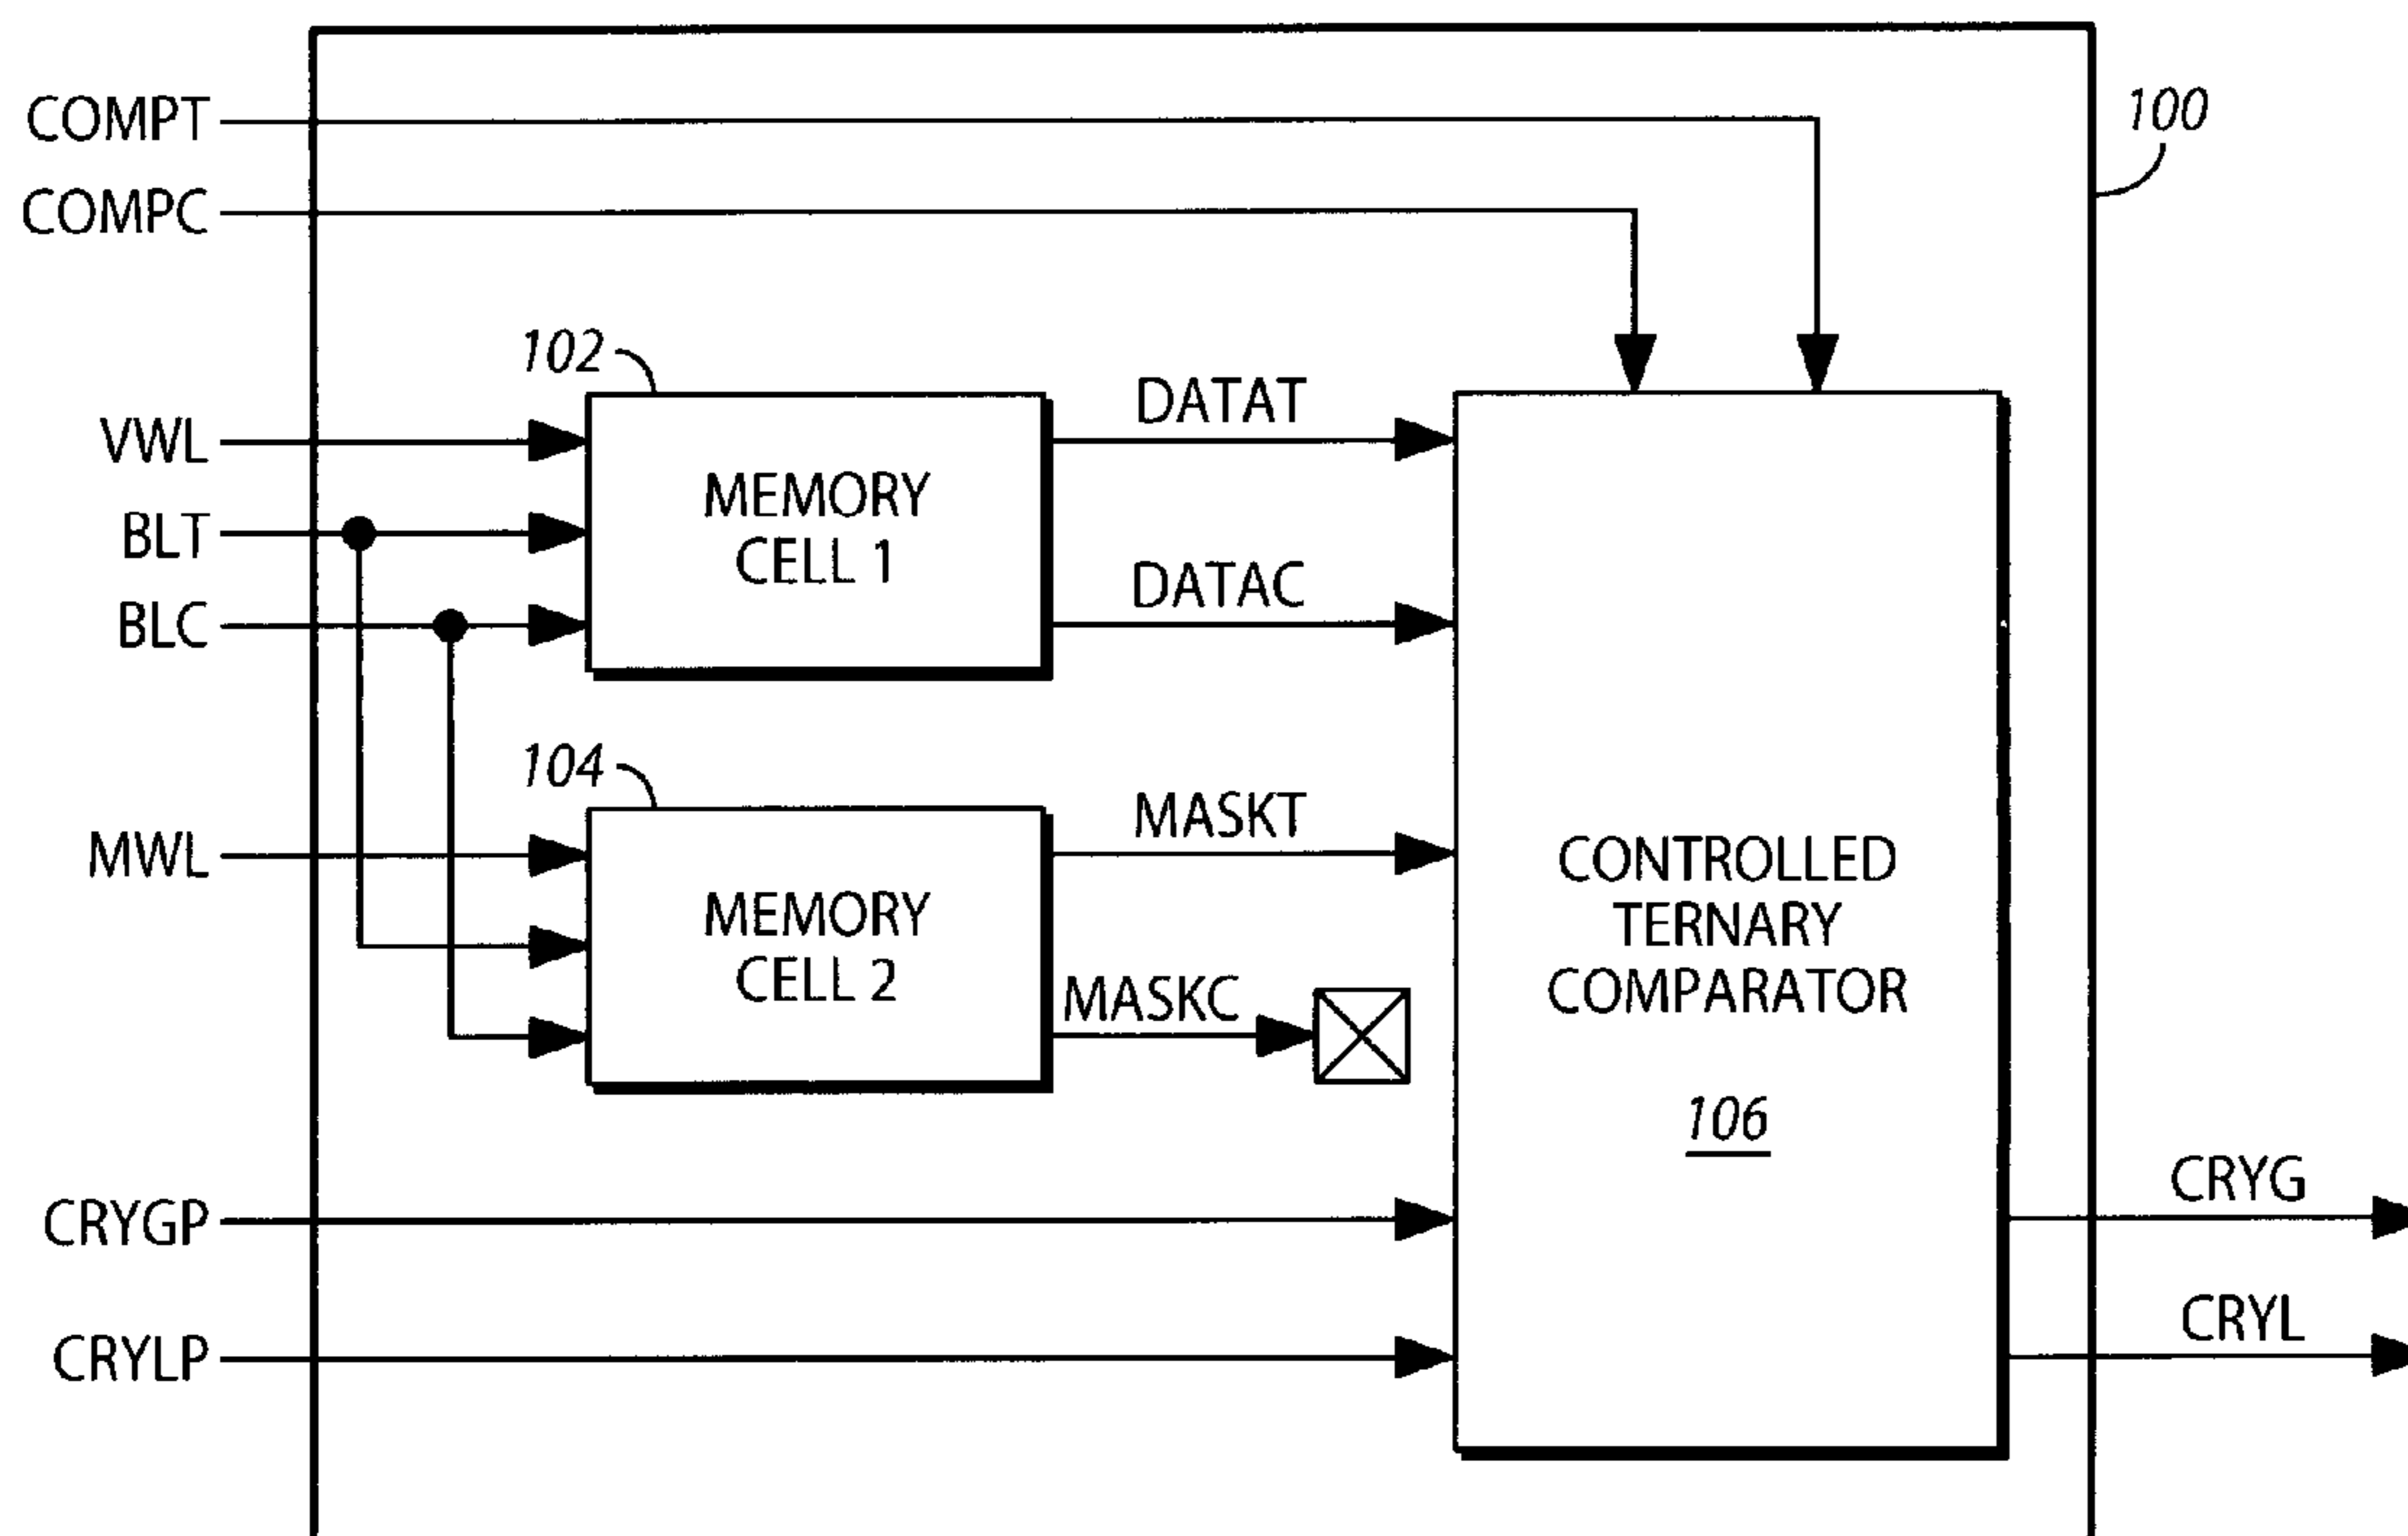 COMPT
100
COMPC
102
DATAT
VWL
MEMORY
CELL 1
BLT
DATAC
BLC
104
MASKT
MWL
MEMORY
CELL 2
CONTROLLED
TERNARY
COMPARATOR
MASKC
106
CRYG
CRYGP
CRYL
CRYLP